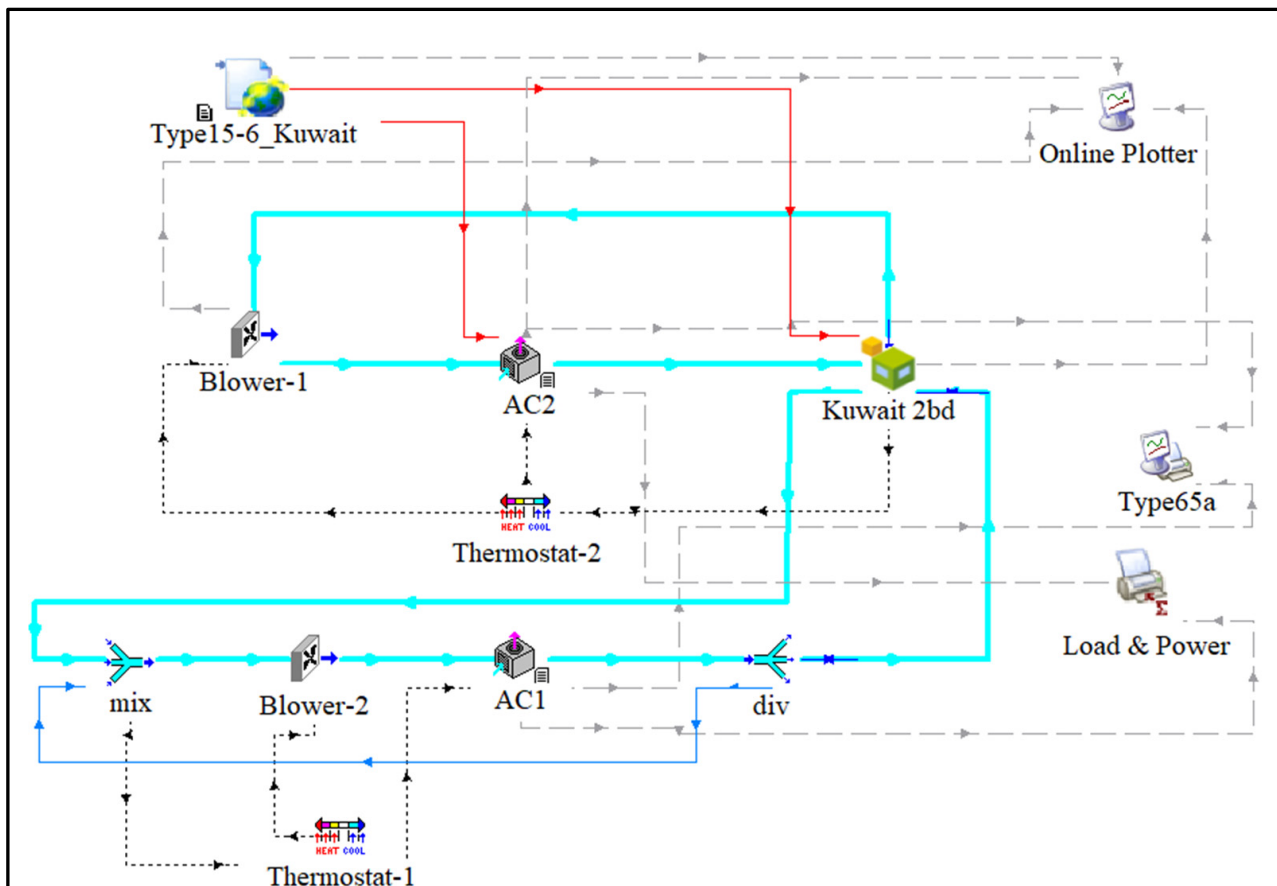 Type15-6_Kuwait
Online Plotter
Blower-1
AC2
Kuwait 2bd
Type65a
HEAT COOL
Thermostat-2
Load & Power
mix
Blower-2
AC1
div
HEAT COOL
Thermostat-1